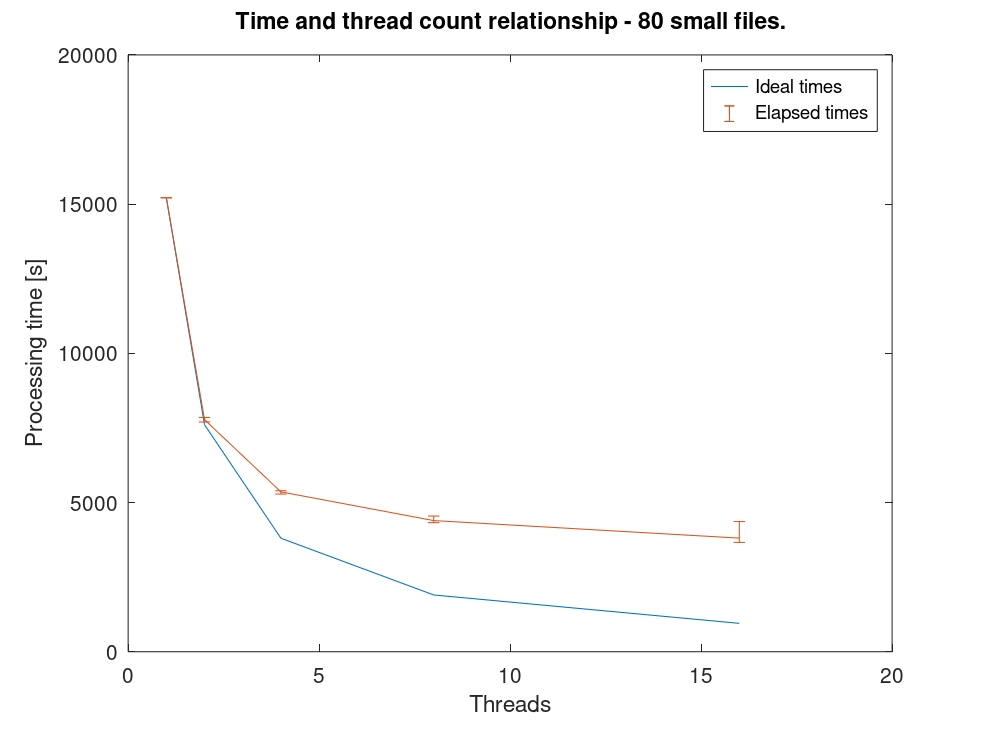 Time and thread count relationship - 80 small files.
20000
15000
10000
5000
0
Processing time [s]
Ideal times
Elapsed times
0 5 10 15 20
Threads